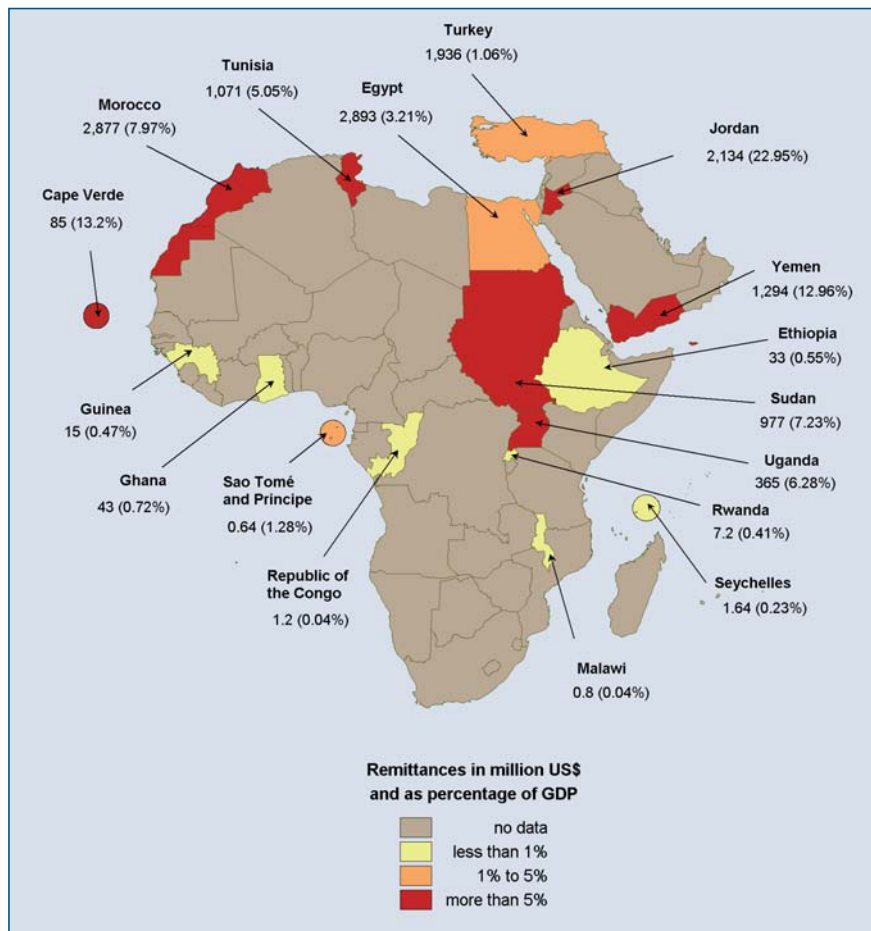 Turkey
1,936 (1.06%)
Tunisia
1,071 (5.05%)
Egypt
2,893 (3.21%)
Morocco
2,877 (7.97%)
Jordan
2,134 (22.95%)
Cape Verde
85 (13.2%)
Yemen
1,294 (12.96%)
Ethiopia
33 (0.55%)
Sudan
977 (7.23%)
Guinea
15 (0.47%)
Uganda
365 (6.28%)
Ghana
43 (0.72%)
Sao Tomé
and Principe
0.64 (1.28%)
Rwanda
7.2 (0.41%)
Republic of
the Congo
1.2 (0.04%)
Seychelles
1.64 (0.23%)
Malawi
0.8 (0.04%)
Remittances in million US$
and as percentage of GDP
no data
less than 1%
1% to 5%
more than 5%